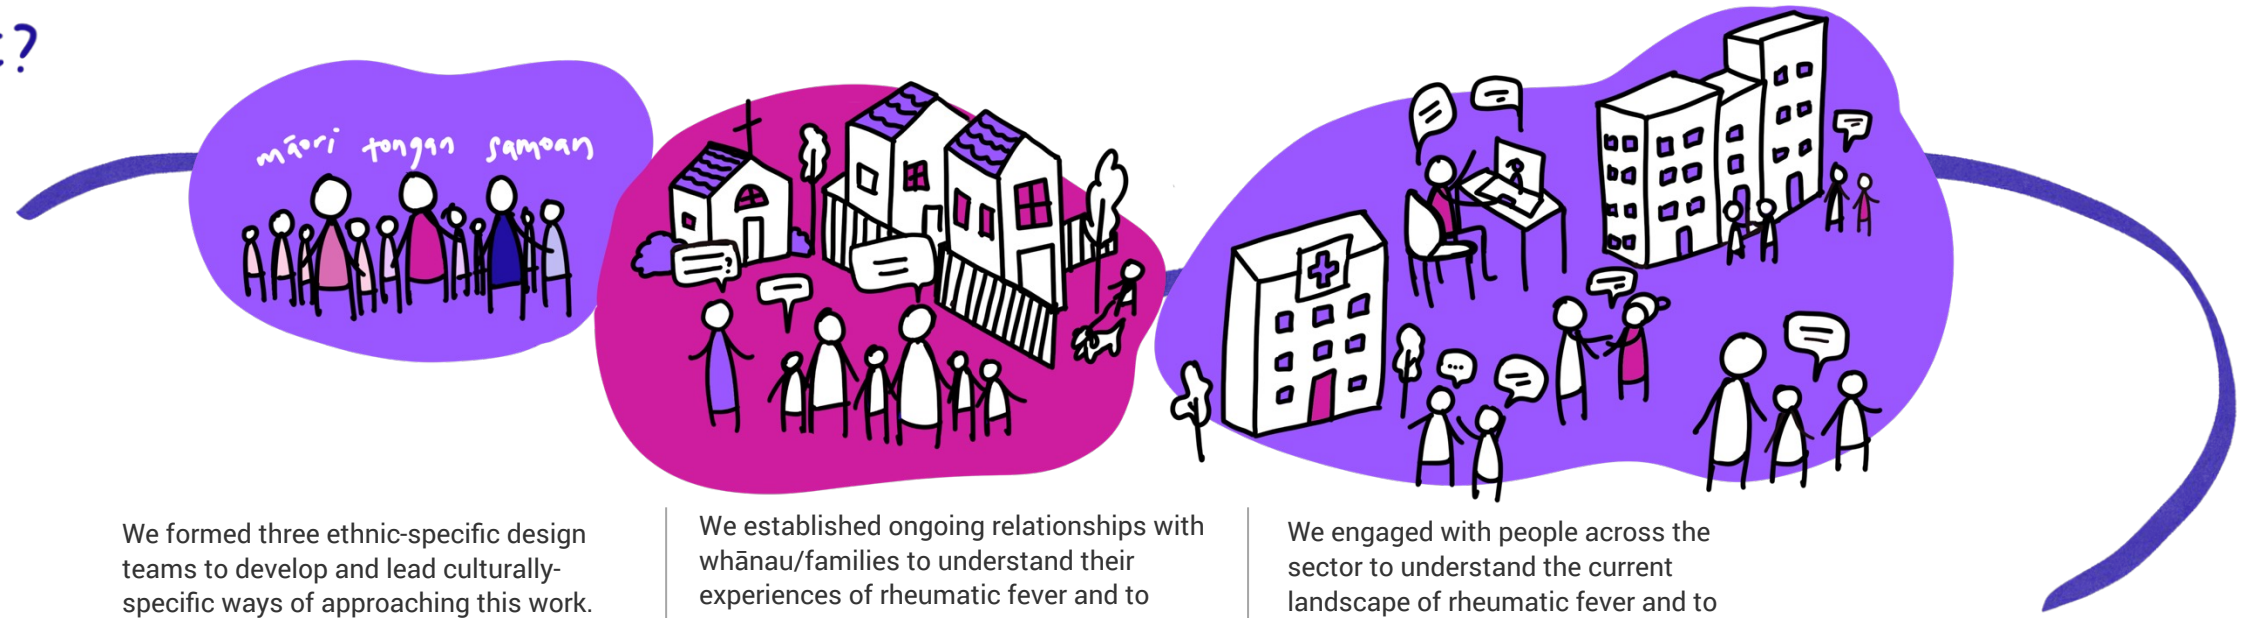 ?
māori tongan samoan
We formed three ethnic-specific design
teams to develop and lead culturally-
specific ways of approaching this work.
We established ongoing relationships with
whānau/families to understand their
experiences of rheumatic fever and to
We engaged with people across the
sector to understand the current
landscape of rheumatic fever and to